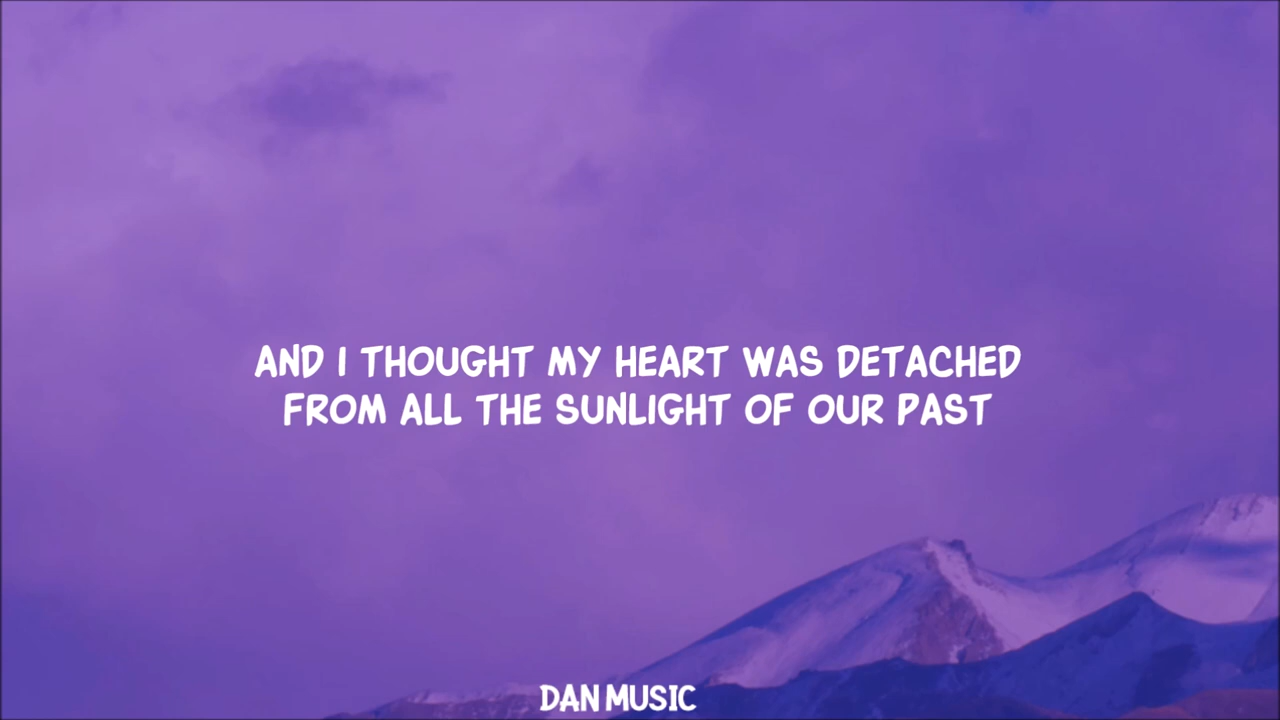 AND I THOUGHT MY HEART WAS DETACHED
FROM ALL THE SUNLIGHT OF OUR PAST
DAN MUSIC